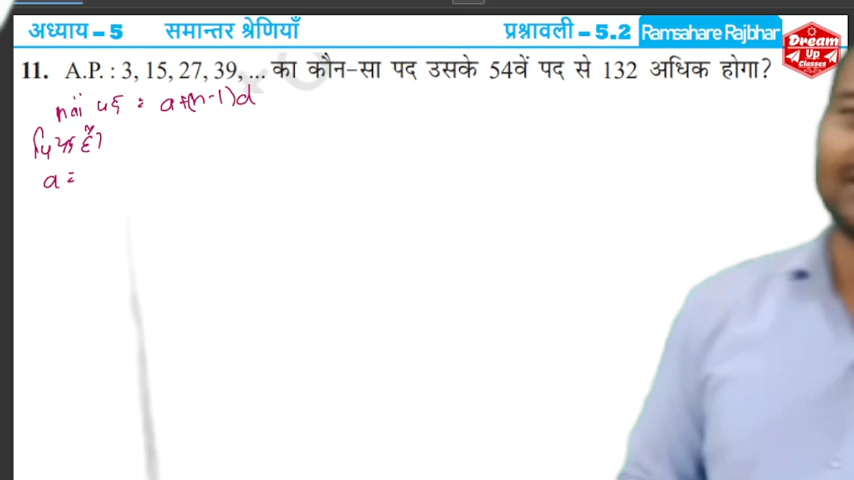 अध्याय – 5 समान्तर श्रेणियाँ प्रश्नावली – 5.2 Ramsahare Rajbhar
Dream Up Classes
11. A.P. : 3, 15, 27, 39, ... का कौन-सा पद उसके 54वें पद से 132 अधिक होगा?
nवाँ पद = a+(n-1)d
दिया है
a =